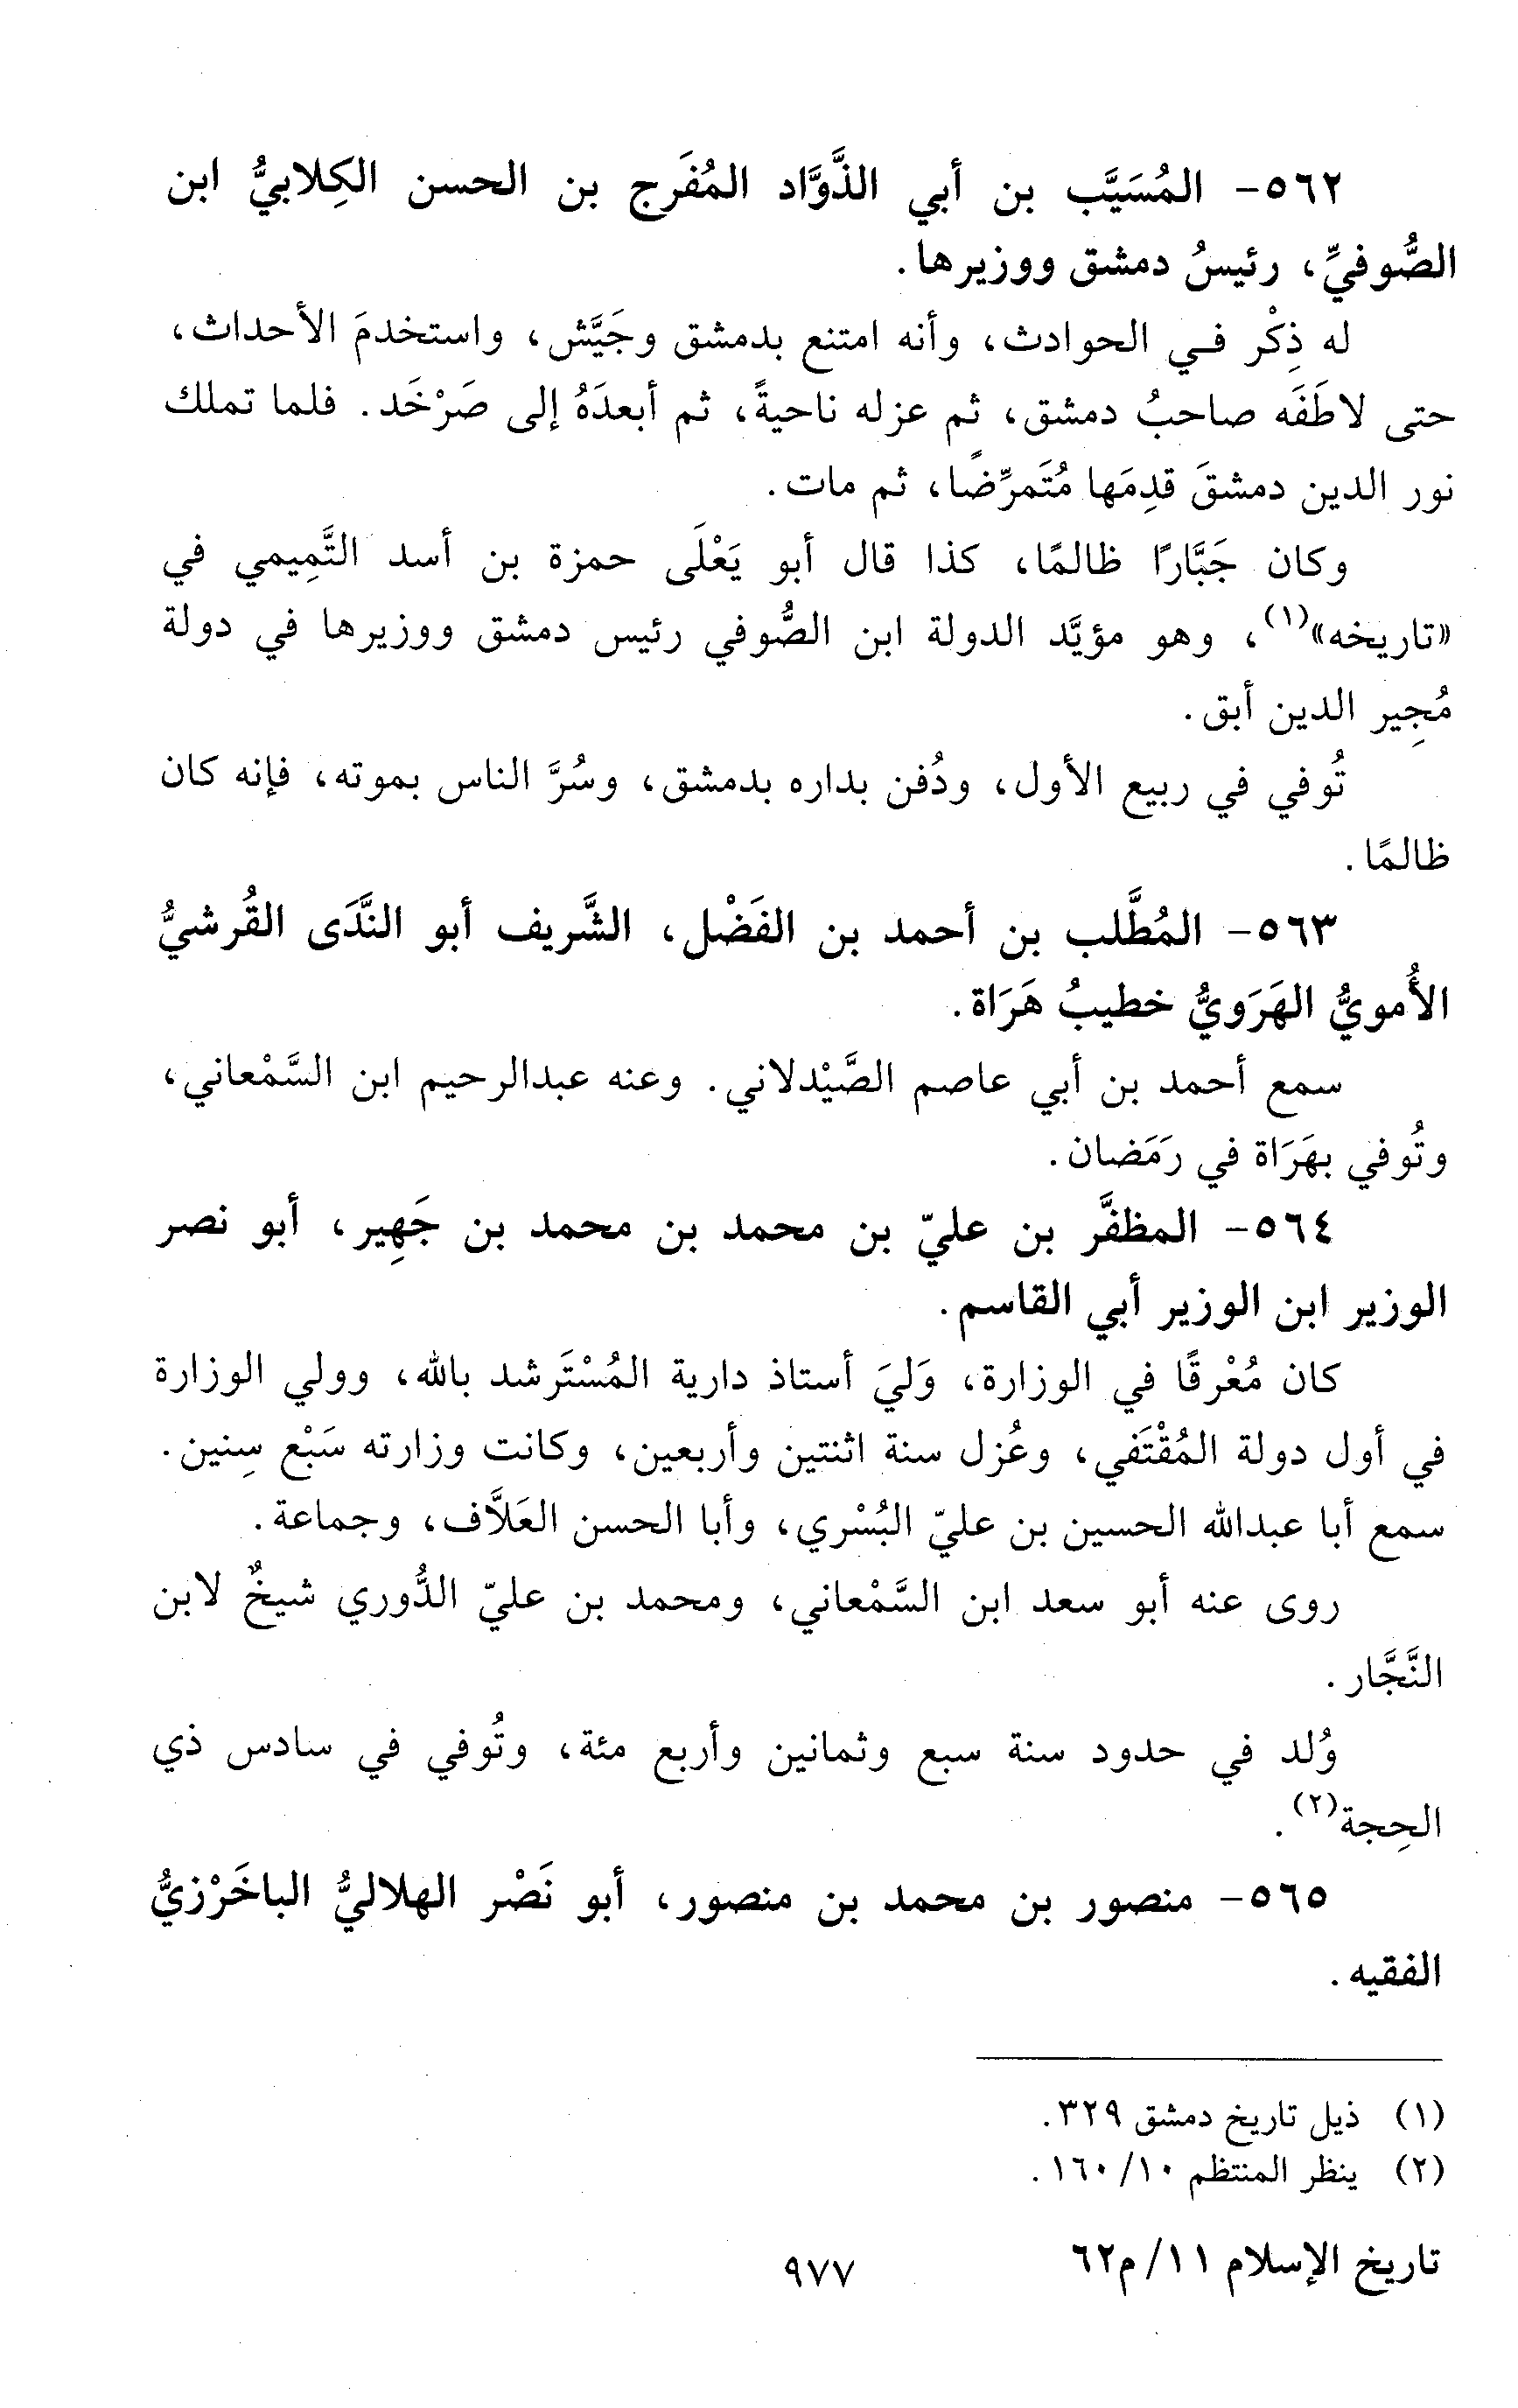 ٥٦٢- المُسَيَّب بن أبي الذَّوَّاد المُفَرج بن الحسن الكِلابيُّ ابن
الصُّوفيِّ، رئيسُ دمشق ووزيرها.
له ذِكْر في الحوادث، وأنه امتنع بدمشق وجَيَّش، واستخدمَ الأحداث،
حتى لاطَفَه صاحبُ دمشق، ثم عزله ناحيةً، ثم أبعدَهُ إلى صَرْخَد. فلما تملك
نور الدين دمشقَ قدِمَها مُتَمرِّضًا، ثم مات.
وكان جَبَّارًا ظالمًا، كذا قال أبو يَعْلَى حمزة بن أسد التَّمِيمي في
«تاريخه»(١)، وهو مؤيَّد الدولة ابن الصُّوفي رئيس دمشق ووزيرها في دولة
مُجِير الدين أبق.
تُوفي في ربيع الأول، ودُفن بداره بدمشق، وسُرَّ الناس بموته، فإنه كان
ظالمًا.
٥٦٣- المُطَّلب بن أحمد بن الفَضْل، الشَّريف أبو النَّدَى القُرشيُّ
الأُمويُّ الهَرَويُّ خطيبُ هَرَاة.
سمع أحمد بن أبي عاصم الصَّيْدلاني. وعنه عبدالرحيم ابن السَّمْعاني،
وتُوفي بهَرَاة في رَمَضان.
٥٦٤- المظفَّر بن عليّ بن محمد بن محمد بن جَهِير، أبو نصر
الوزير ابن الوزير أبي القاسم.
كان مُعْرقًا في الوزارة، وَليَ أستاذ دارية المُسْتَرشد بالله، وولي الوزارة
في أول دولة المُقْتَفي، وعُزل سنة اثنتين وأربعين، وكانت وزارته سَبْع سِنين.
سمع أبا عبدالله الحسين بن عليّ البُسْري، وأبا الحسن العَلاَّف، وجماعة.
روى عنه أبو سعد ابن السَّمْعاني، ومحمد بن عليّ الدُّوري شيخٌ لابن
النَّجَّار.
وُلد في حدود سنة سبع وثمانين وأربع مئة، وتُوفي في سادس ذي
الحِجة(٢).
٥٦٥- منصور بن محمد بن منصور، أبو نَصْر الهلاليُّ الباخَرْزيُّ
الفقيه.
(١) ذيل تاريخ دمشق ٣٢٩.
(٢) ينظر المنتظم ١٠/ ١٦٠.
تاريخ الإسلام ١١/ م٦٢
٩٧٧